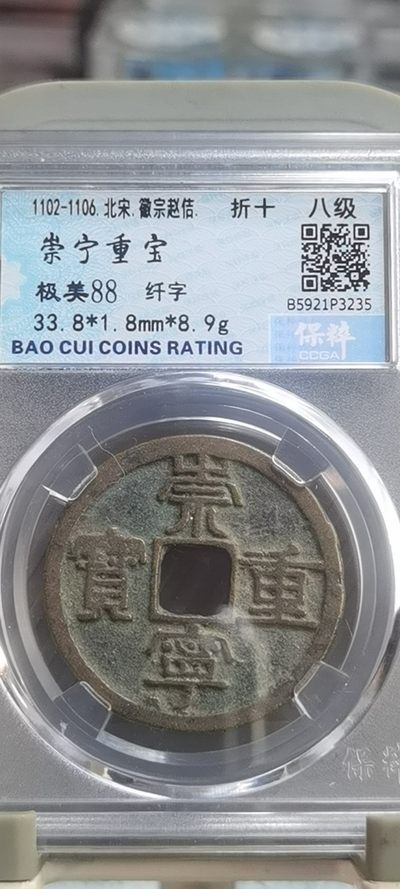 1102-1106.北宋.徽宗赵佶. 折十 八级
崇宁重宝
极美88 纤字
B5921P3235
33.8*1.8mm*8.9g
保粹
CCGA
BAO CUI COINS RATING
崇
寶 重
寧
保粹